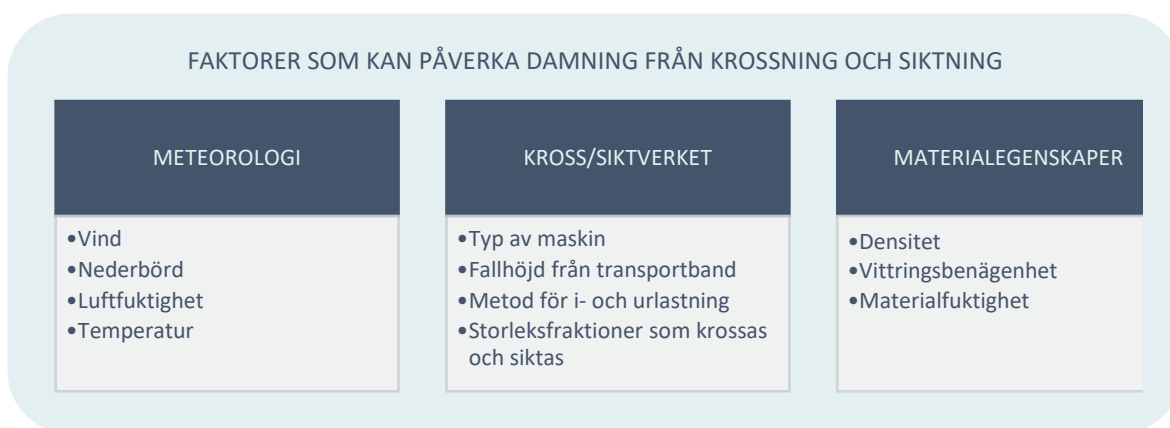 FAKTORER SOM KAN PÅVERKA DAMNING FRÅN KROSSNING OCH SIKTNING
METEOROLOGI
•Vind
•Nederbörd
•Luftfuktighet
•Temperatur
KROSS/SIKTVERKET
•Typ av maskin
•Fallhöjd från transportband
•Metod för i- och urlastning
•Storleksfraktioner som krossas
och siktas
MATERIALEGENSKAPER
•Densitet
•Vittringsbenägenhet
•Materialfuktighet